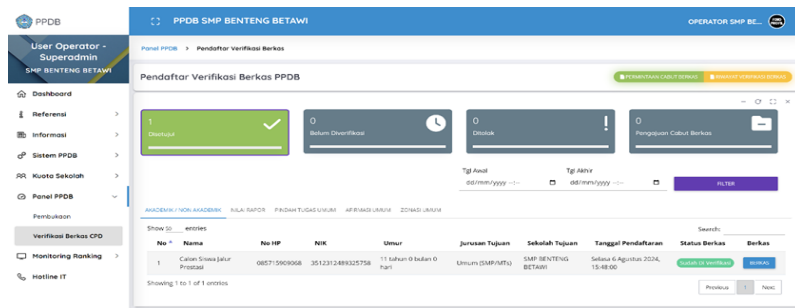 PPDB
PPDB SMP BENTENG BETAWI
OPERATOR SMP BE...
User Operator -
Superadmin
SMP BENTENG BETAWI
Dashboard
Referensi
Informasi
Sistem PPDB
Kuota Sekolah
Panel PPDB
Pembukaan
Verifikasi Berkas CPD
Monitoring Ranking
Hotline IT
Panel PPDB > Pendaftar Verifikasi Berkas
Pendaftar Verifikasi Berkas PPDB
PERMINTAAN CABUT BERKAS
RIWAYAT VERIFIKASI BERKAS
1
Disetujui
0
Belum Diverifikasi
0
Ditolak
0
Pengajuan Cabut Berkas
Tgl Awal
Tgl Akhir
dd/mm/yyyy --:--
dd/mm/yyyy --:--
FILTER
AKADEMIK / NON AKADEMIK NILAI RAPOR PINDAH TUGAS UMUM AFIRMASI UMUM ZONASI UMUM
Show 50 entries
Search:
No Nama No HP NIK Umur Jurusan Tujuan Sekolah Tujuan Tanggal Pendaftaran Status Berkas Berkas
1 Calon Siswa Jalur Prestasi 085715909068 3512312489325758 11 tahun 0 bulan 0 hari Umum (SMP/MTs) SMP BENTENG BETAWI Selasa 6 Agustus 2024, 15:48:00 Sudah Di Verifikasi BERKAS
Showing 1 to 1 of 1 entries
Previous 1 Next